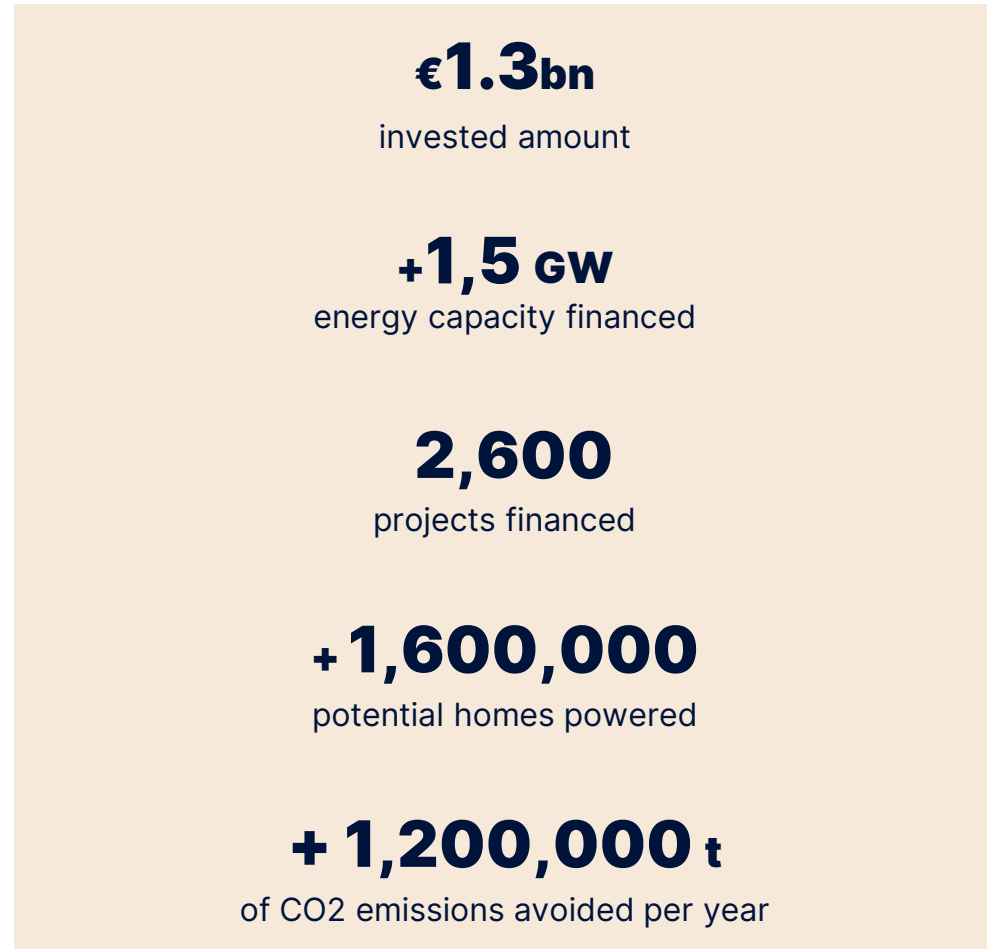 €1.3bn
invested amount
+1,5 GW
energy capacity financed
2,600
projects financed
+ 1,600,000
potential homes powered
+ 1,200,000 t
of CO2 emissions avoided per year